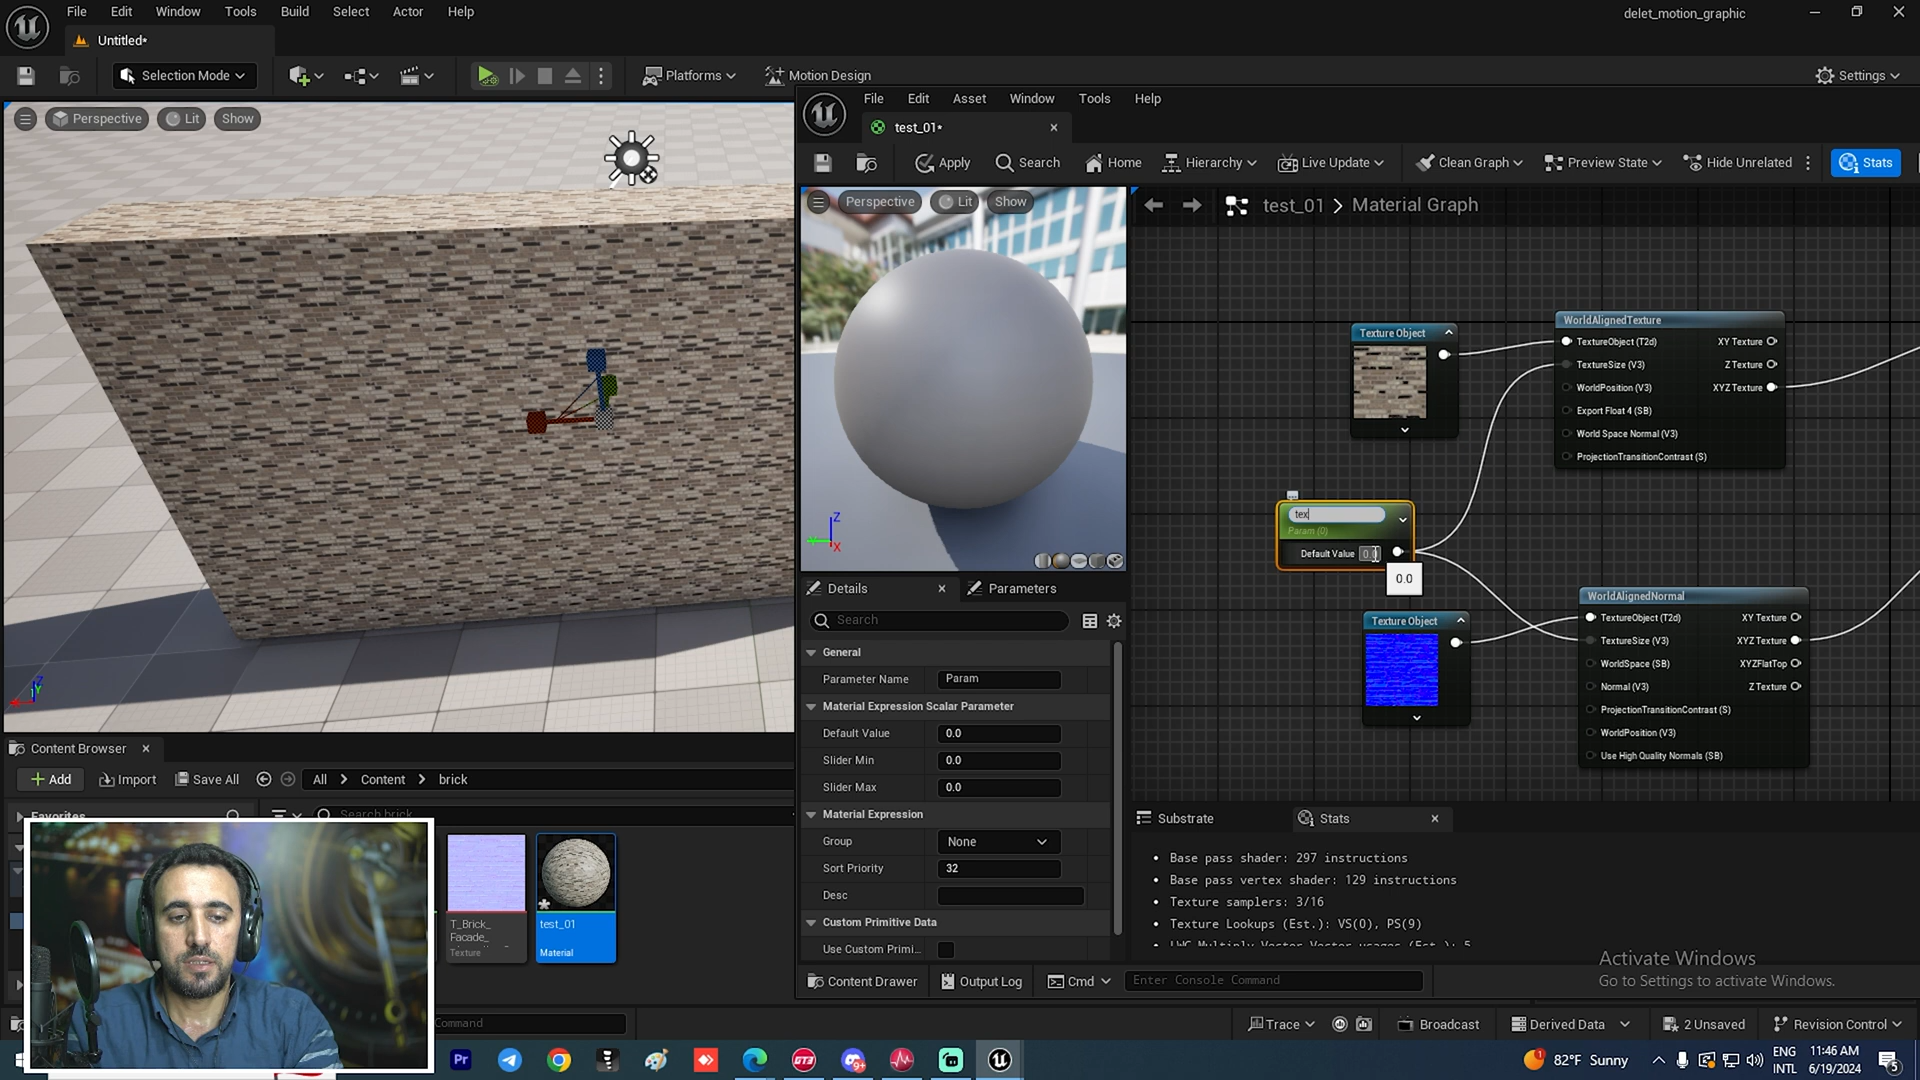 File Edit Window Tools Build Select Actor Help
delet_motion_graphic
Untitled*
Selection Mode
Platforms
Motion Design
Settings
Perspective Lit Show
File Edit Asset Window Tools Help
test_01*
Apply Search Home Hierarchy Live Update Clean Graph Preview State Hide Unrelated Stats
Perspective Lit Show
test_01 > Material Graph
Texture Object
WorldAlignedTexture
TextureObject (T2d) XY Texture
TextureSize (V3) Z Texture
WorldPosition (V3) XYZ Texture
Export Float 4 (SB)
World Space Normal (V3)
ProjectionTransitionContrast (S)
tex
Param (0)
Default Value 0.0
0.0
Texture Object
WorldAlignedNormal
TextureObject (T2d) XY Texture
TextureSize (V3) XYZ Texture
WorldSpace (SB) XYZFlatTop
Normal (V3) Z Texture
ProjectionTransitionContrast (S)
WorldPosition (V3)
Use High Quality Normals (SB)
Z
X
Z
Y
Details Parameters
Search
General
Parameter Name Param
Material Expression Scalar Parameter
Default Value 0.0
Slider Min 0.0
Slider Max 0.0
Material Expression
Group None
Sort Priority 32
Desc
Custom Primitive Data
Use Custom Primi...
Content Browser
Add Import Save All All > Content > brick
Favorites
Search brick
T_Brick_
Facade_
Texture
test_01
Material
Substrate Stats
• Base pass shader: 297 instructions
• Base pass vertex shader: 129 instructions
• Texture samplers: 3/16
• Texture Lookups (Est.): VS(0), PS(9)
• LWC Multiply Vector Vector usages (Est.): 5
Activate Windows
Go to Settings to activate Windows.
Content Drawer Output Log Cmd Enter Console Command
Command
Trace Broadcast Derived Data 2 Unsaved Revision Control
Pr
GT3
9+
82°F Sunny
ENG
INTL
11:46 AM
6/19/2024
5